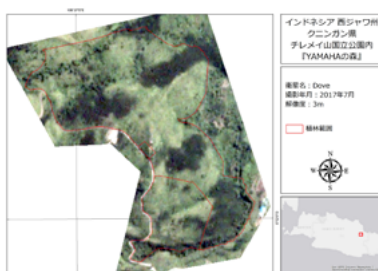 インドネシア 西ジャワ州
クニンガン県
チレメイ山国立公園内
『YAMAHAの森』
衛星名：Dove
撮影年月：2017年7月
解像度：3m
植林範囲
N
W
E
S